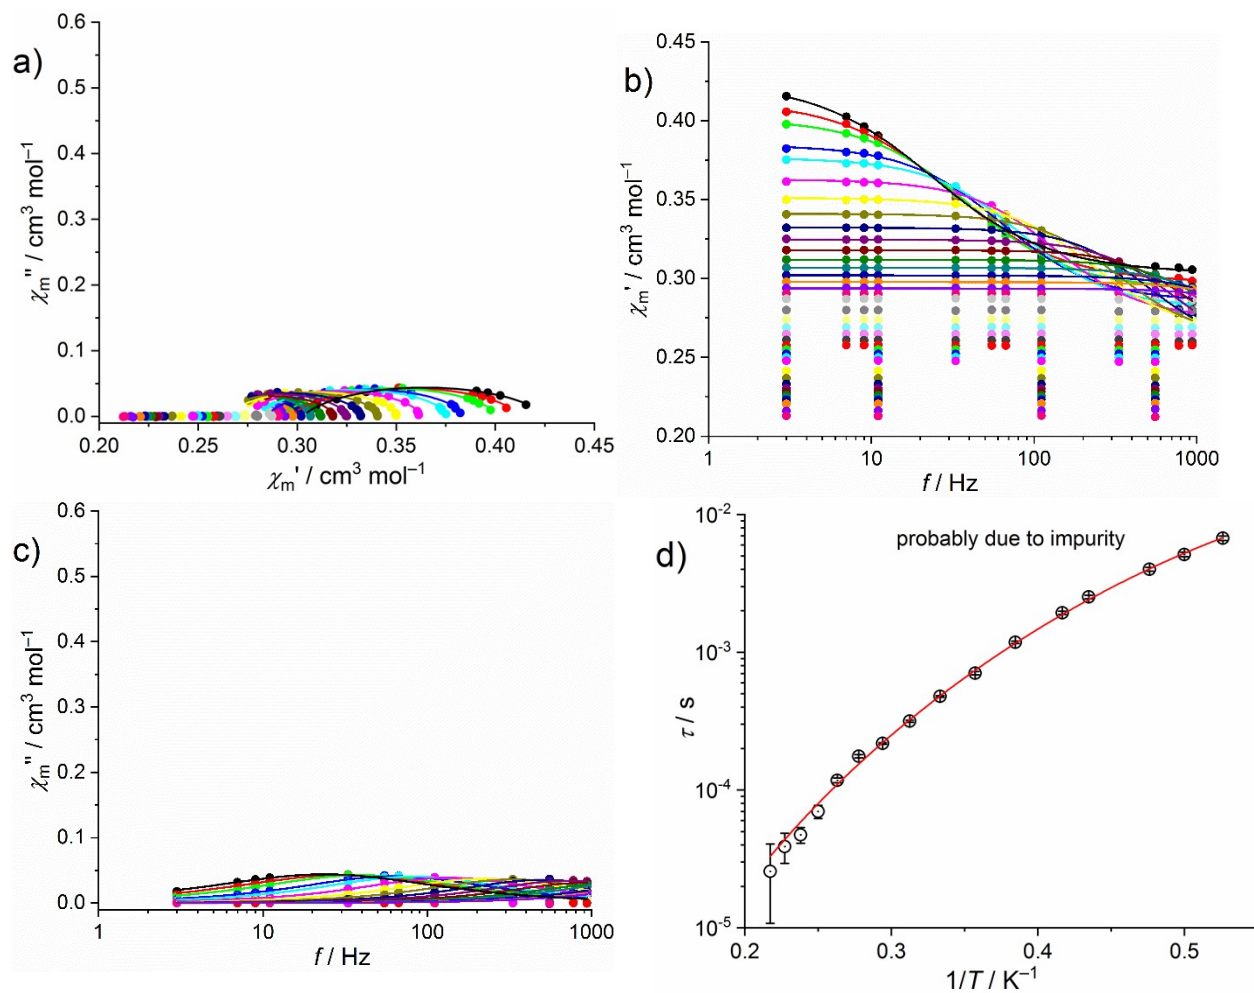 a)
0.6
0.5
0.4
0.3
0.2
0.1
0.0
χm'' / cm³ mol⁻¹
0.20 0.25 0.30 0.35 0.40 0.45
χm' / cm³ mol⁻¹
b)
0.45
0.40
0.35
0.30
0.25
0.20
χm' / cm³ mol⁻¹
1 10 100 1000
f / Hz
c)
0.6
0.5
0.4
0.3
0.2
0.1
0.0
χm'' / cm³ mol⁻¹
1 10 100 1000
f / Hz
d)
probably due to impurity
10⁻²
10⁻³
10⁻⁴
10⁻⁵
τ / s
0.2 0.3 0.4 0.5
1/T / K⁻¹